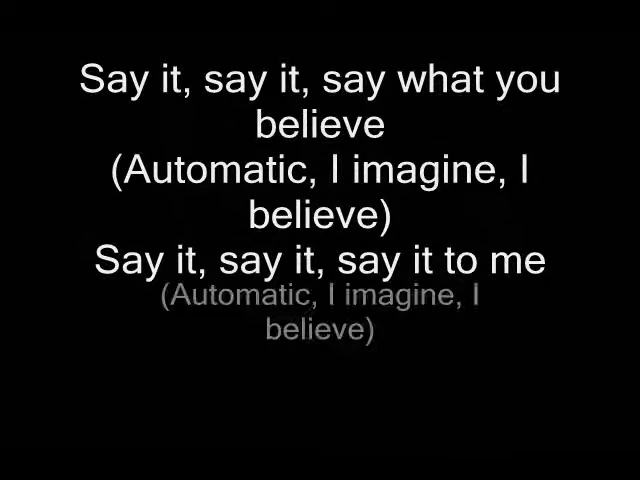 Say it, say it, say what you
believe
(Automatic, I imagine, I
believe)
Say it, say it, say it to me
(Automatic, I imagine, I
believe)